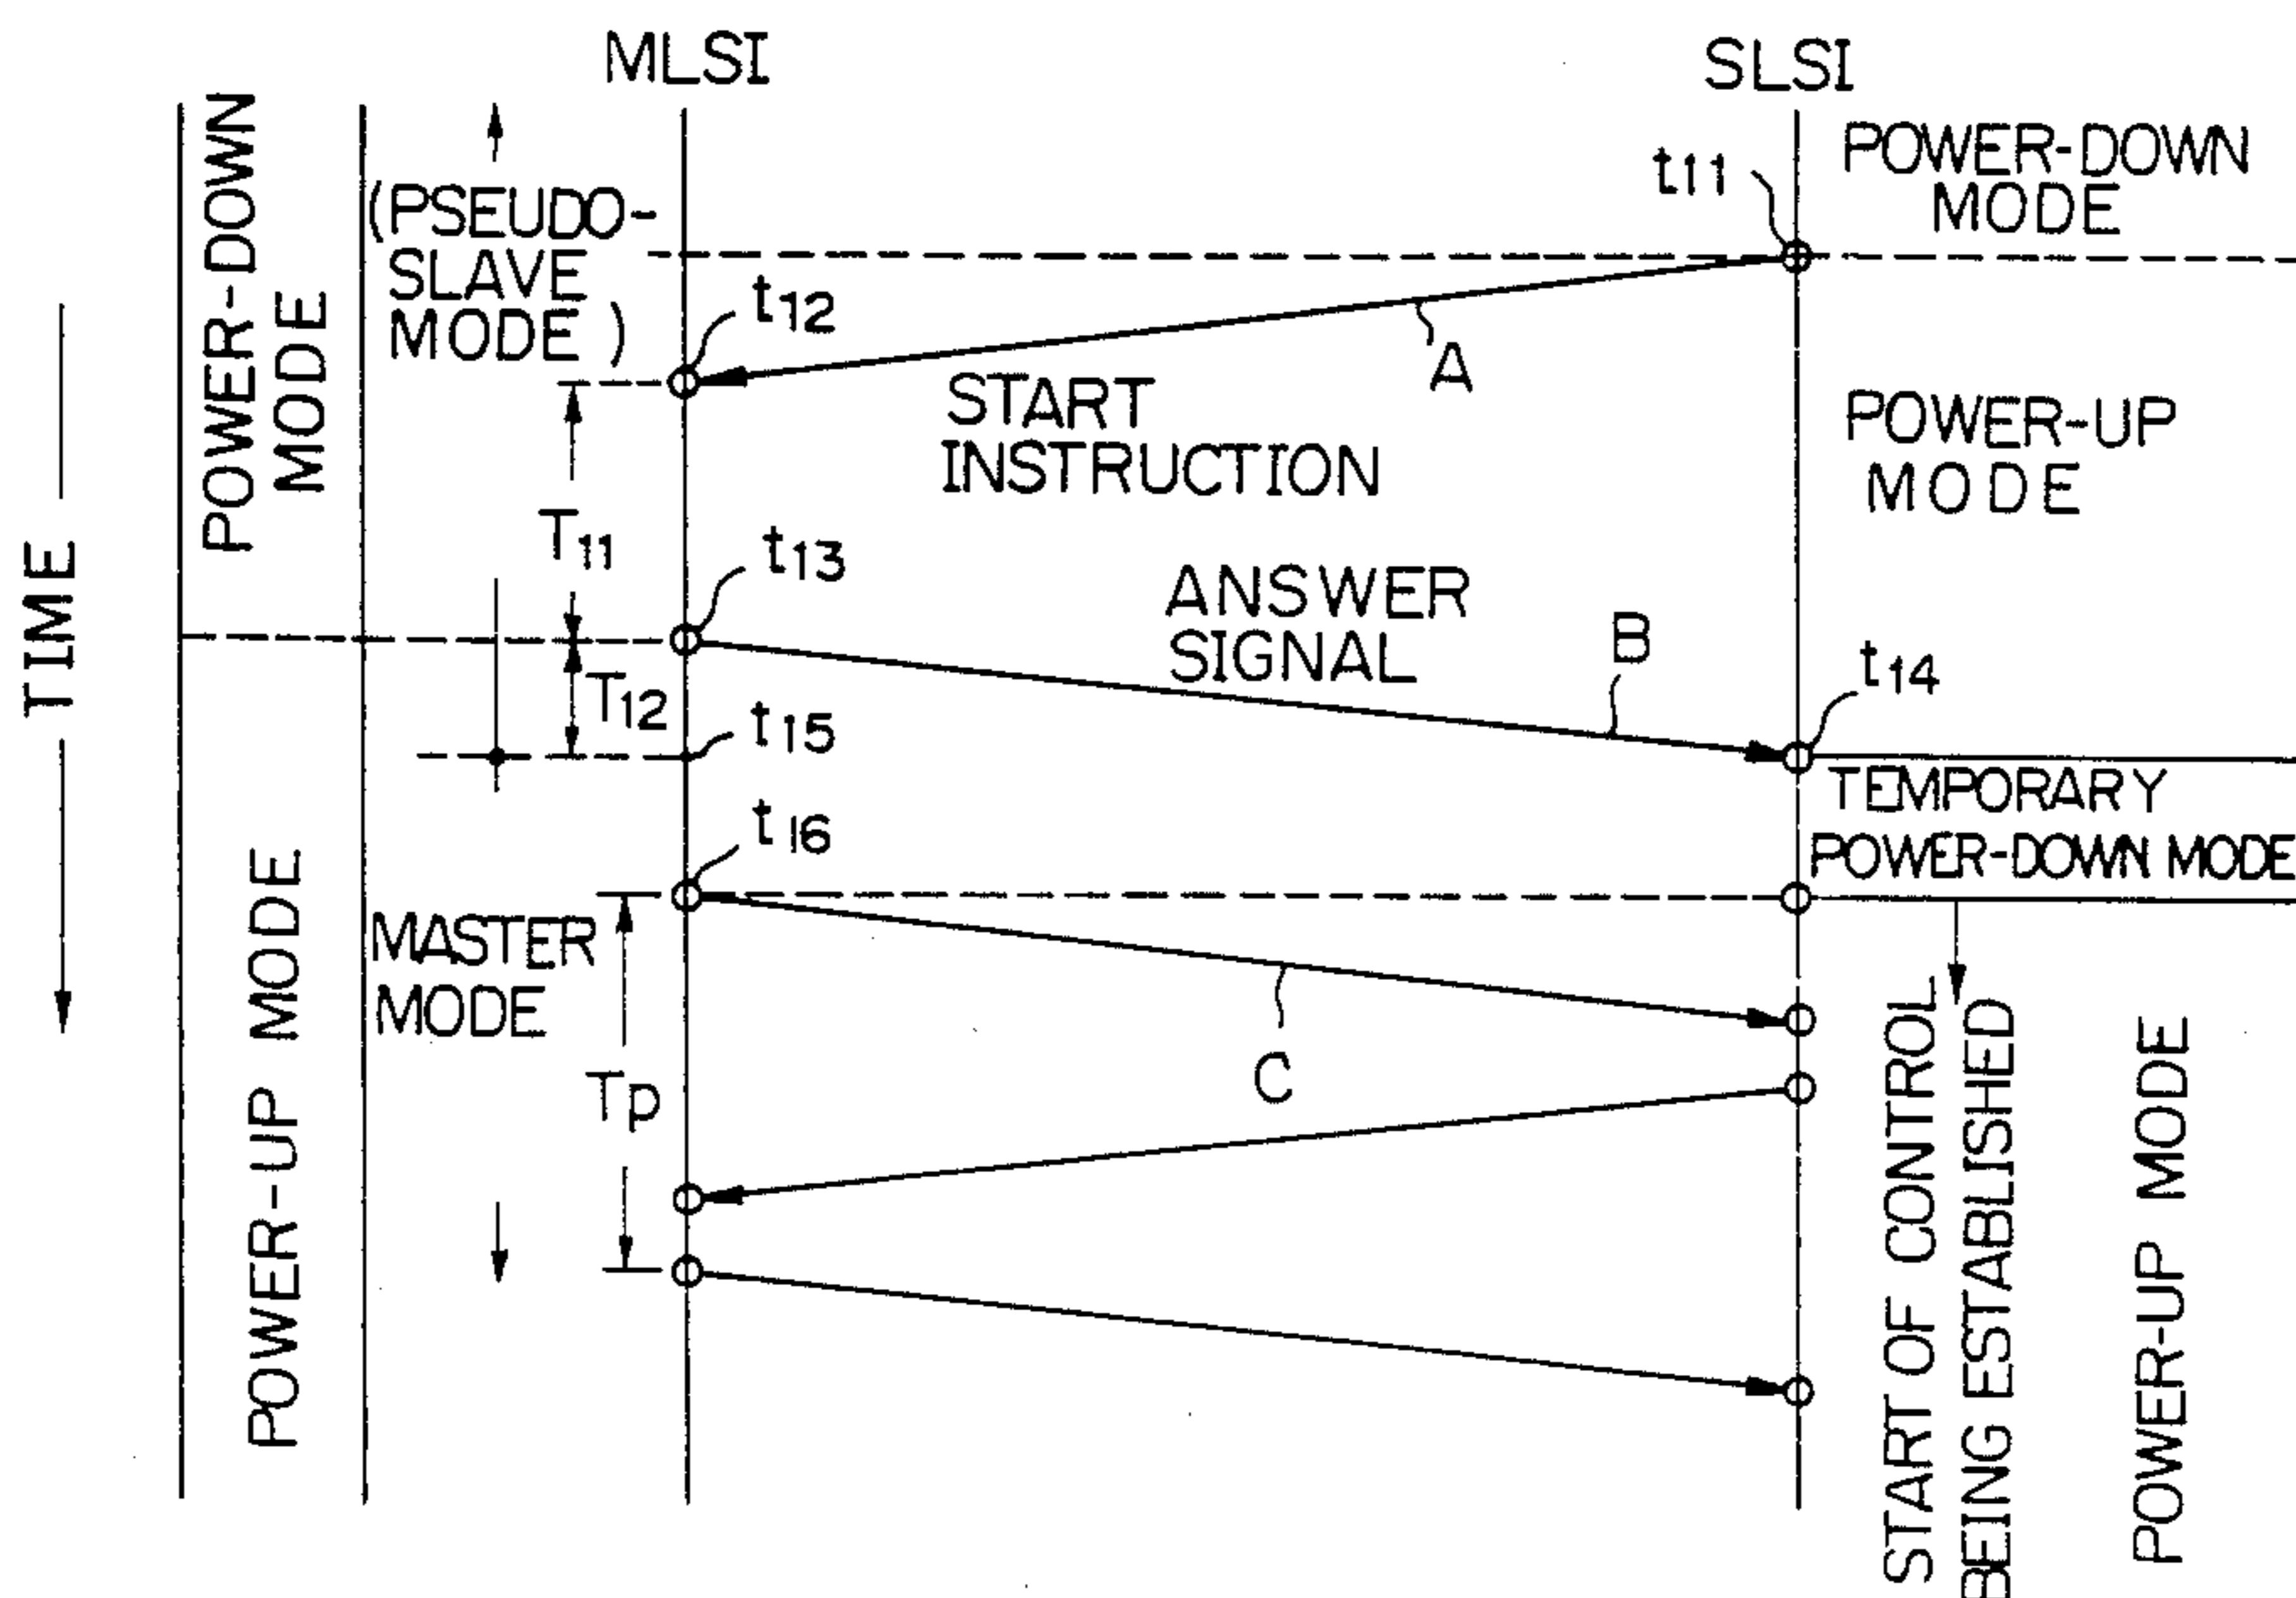 MLSI
SLSI
POWER-DOWN
MODE
(PSEUDO-
SLAVE
MODE)
t11
POWER-DOWN
MODE
t12
A
START
INSTRUCTION
POWER-UP
MODE
TIME
T11
t13
ANSWER
SIGNAL
B
t14
T12
t15
TEMPORARY
POWER-DOWN MODE
t16
POWER-UP MODE
MASTER
MODE
Tp
C
START OF CONTROL
BEING ESTABLISHED
POWER-UP MODE